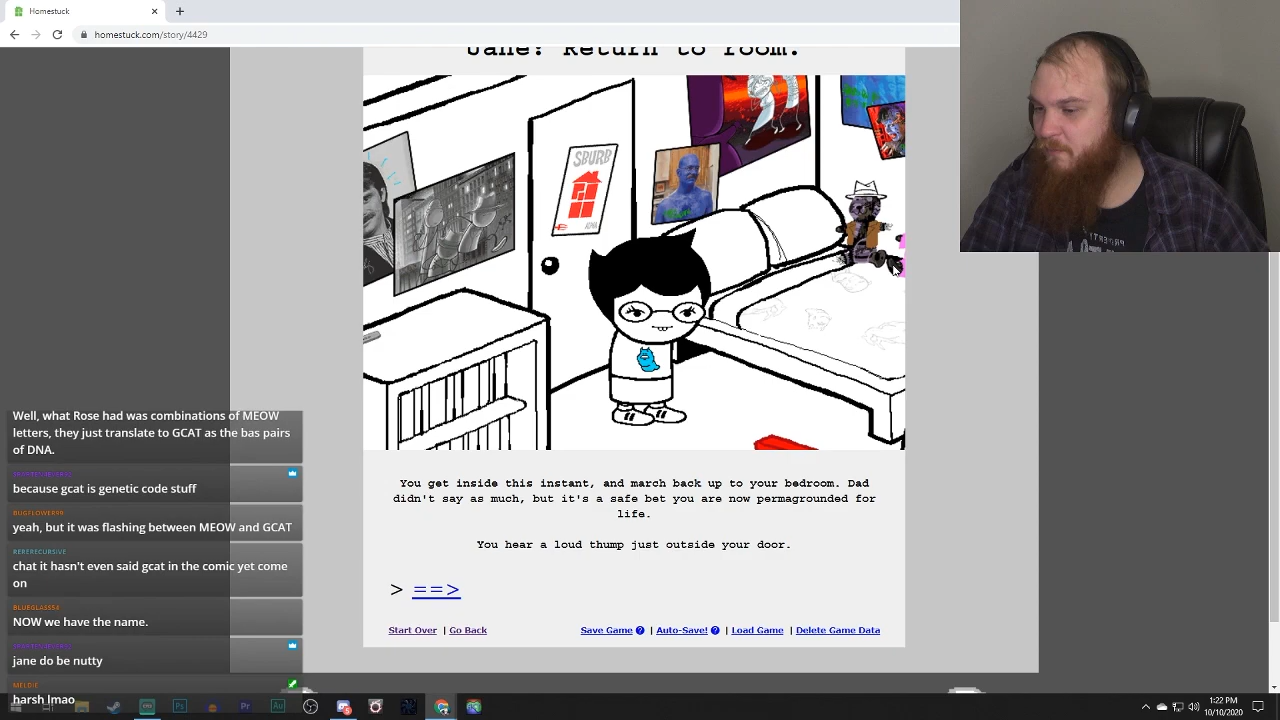 Homestuck
homestuck.com/story/4429
Jane: Return to room.
SBURB
Well, what Rose had was combinations of MEOW
letters, they just translate to GCAT as the bas pairs
of DNA.
because gcat is genetic code stuff
BUGFLOWER99
yeah, but it was flashing between MEOW and GCAT
RERERECURSIVE
chat it hasn't even said gcat in the comic yet come
on
BLUEGLASSS4
NOW we have the name.
jane do be nutty
MELDIE
harsh lmao
You get inside this instant, and march back up to your bedroom. Dad
didn't say as much, but it's a safe bet you are now permagrounded for
life.
You hear a loud thump just outside your door.
> ==>
Start Over | Go Back
Save Game ? | Auto-Save! ? | Load Game | Delete Game Data
1:22 PM
10/10/2020